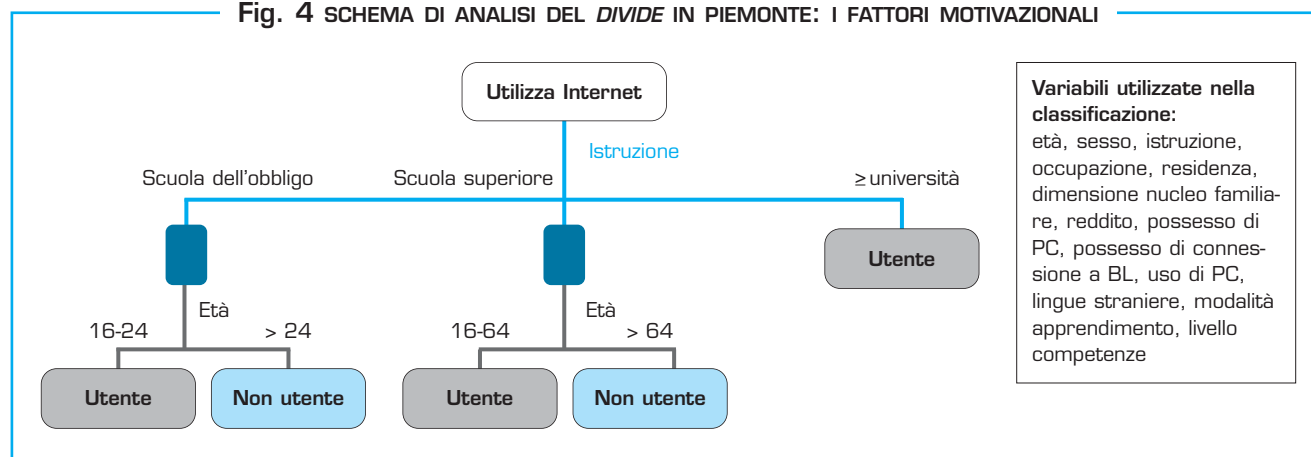 Fig. 4 SCHEMA DI ANALISI DEL DIVIDE IN PIEMONTE: I FATTORI MOTIVAZIONALI
Utilizza Internet
Istruzione
Scuola dell'obbligo
Scuola superiore
≥ università
Utente
Età
16-24
> 24
Età
16-64
> 64
Utente
Non utente
Utente
Non utente
Variabili utilizzate nella
classificazione:
età, sesso, istruzione,
occupazione, residenza,
dimensione nucleo familia-
re, reddito, possesso di
PC, possesso di connes-
sione a BL, uso di PC,
lingue straniere, modalità
apprendimento, livello
competenze